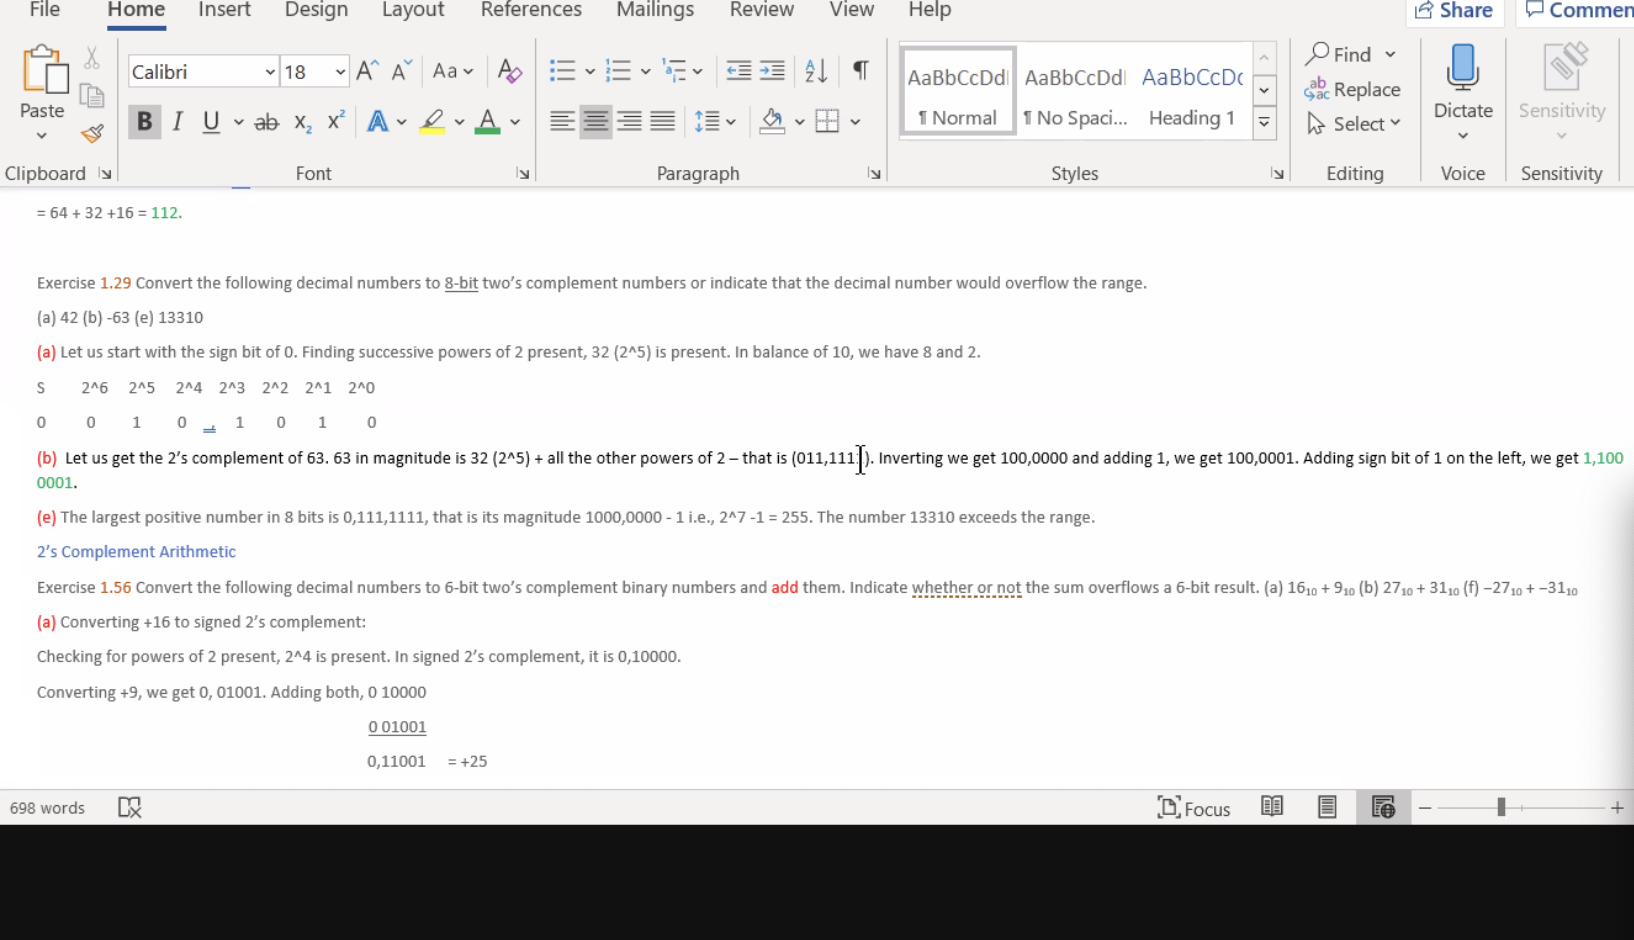 File Home Insert Design Layout References Mailings Review View Help Share Commen
Calibri 18 Aa
Paste
AaBbCcDd AaBbCcDd AaBbCcDc
¶ Normal ¶ No Spaci... Heading 1
Find
Replace
Select
Dictate
Sensitivity
Clipboard Font Paragraph Styles Editing Voice Sensitivity
= 64 + 32 +16 = 112.
Exercise 1.29 Convert the following decimal numbers to 8-bit two’s complement numbers or indicate that the decimal number would overflow the range.
(a) 42 (b) -63 (e) 13310
(a) Let us start with the sign bit of 0. Finding successive powers of 2 present, 32 (2^5) is present. In balance of 10, we have 8 and 2.
S 2^6 2^5 2^4 2^3 2^2 2^1 2^0
0 0 1 0 , 1 0 1 0
(b) Let us get the 2’s complement of 63. 63 in magnitude is 32 (2^5) + all the other powers of 2 – that is (011,1111). Inverting we get 100,0000 and adding 1, we get 100,0001. Adding sign bit of 1 on the left, we get 1,100
0001.
(e) The largest positive number in 8 bits is 0,111,1111, that is its magnitude 1000,0000 - 1 i.e., 2^7 -1 = 255. The number 13310 exceeds the range.
2’s Complement Arithmetic
Exercise 1.56 Convert the following decimal numbers to 6-bit two’s complement binary numbers and add them. Indicate whether or not the sum overflows a 6-bit result. (a) 16₁₀ + 9₁₀ (b) 27₁₀ + 31₁₀ (f) −27₁₀ + −31₁₀
(a) Converting +16 to signed 2’s complement:
Checking for powers of 2 present, 2^4 is present. In signed 2’s complement, it is 0,10000.
Converting +9, we get 0, 01001. Adding both, 0 10000
0 01001
0,11001 = +25
698 words Focus